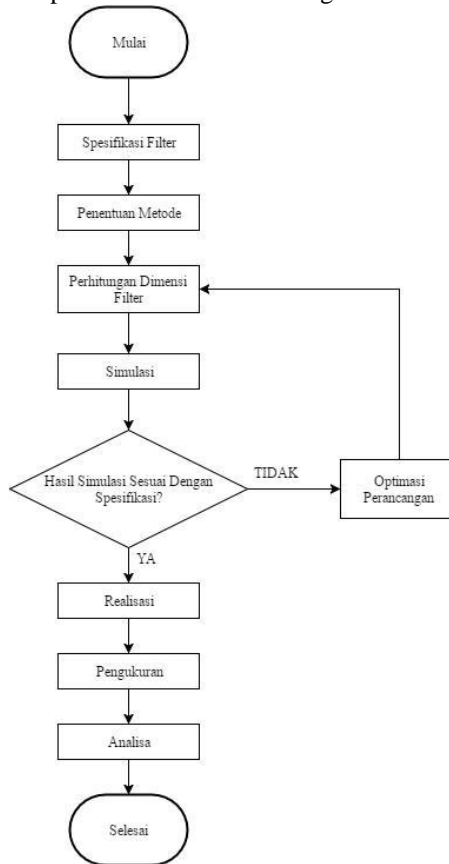 Mulai
Spesifikasi Filter
Penentuan Metode
Perhitungan Dimensi
Filter
Simulasi
Hasil Simulasi Sesuai Dengan
Spesifikasi?
TIDAK
Optimasi
Perancangan
YA
Realisasi
Pengukuran
Analisa
Selesai